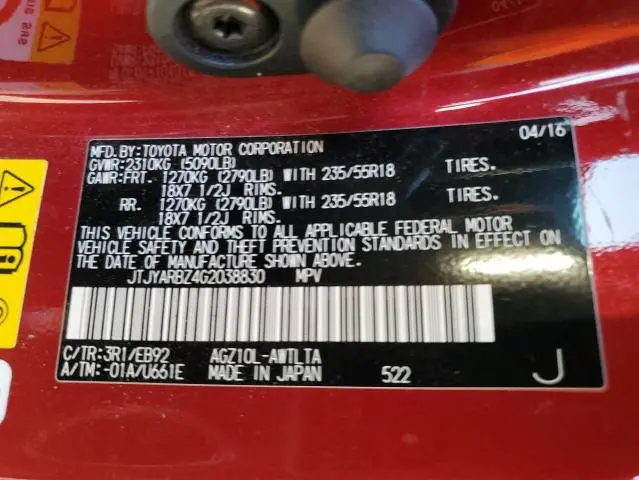 MFD.BY:TOYOTA MOTOR CORPORATION 04/16
GVWR:2310KG (5090LB)
GAWR:FRT. 1270KG (2790LB) WITH 235/55R18 TIRES.
18X7 1/2J RIMS.
RR. 1270KG (2790LB) WITH 235/55R18 TIRES.
18X7 1/2J RIMS.
THIS VEHICLE CONFORMS TO ALL APPLICABLE FEDERAL MOTOR
VEHICLE SAFETY AND THEFT PREVENTION STANDARDS IN EFFECT ON
THE DATE OF MANUFACTURE SHOWN ABOVE.
JTJYARBZ4G2038830 MPV
C/TR:3R1/EB92 AGZ10L-AWTLTA
A/TM:-01A/U661E MADE IN JAPAN 522 J